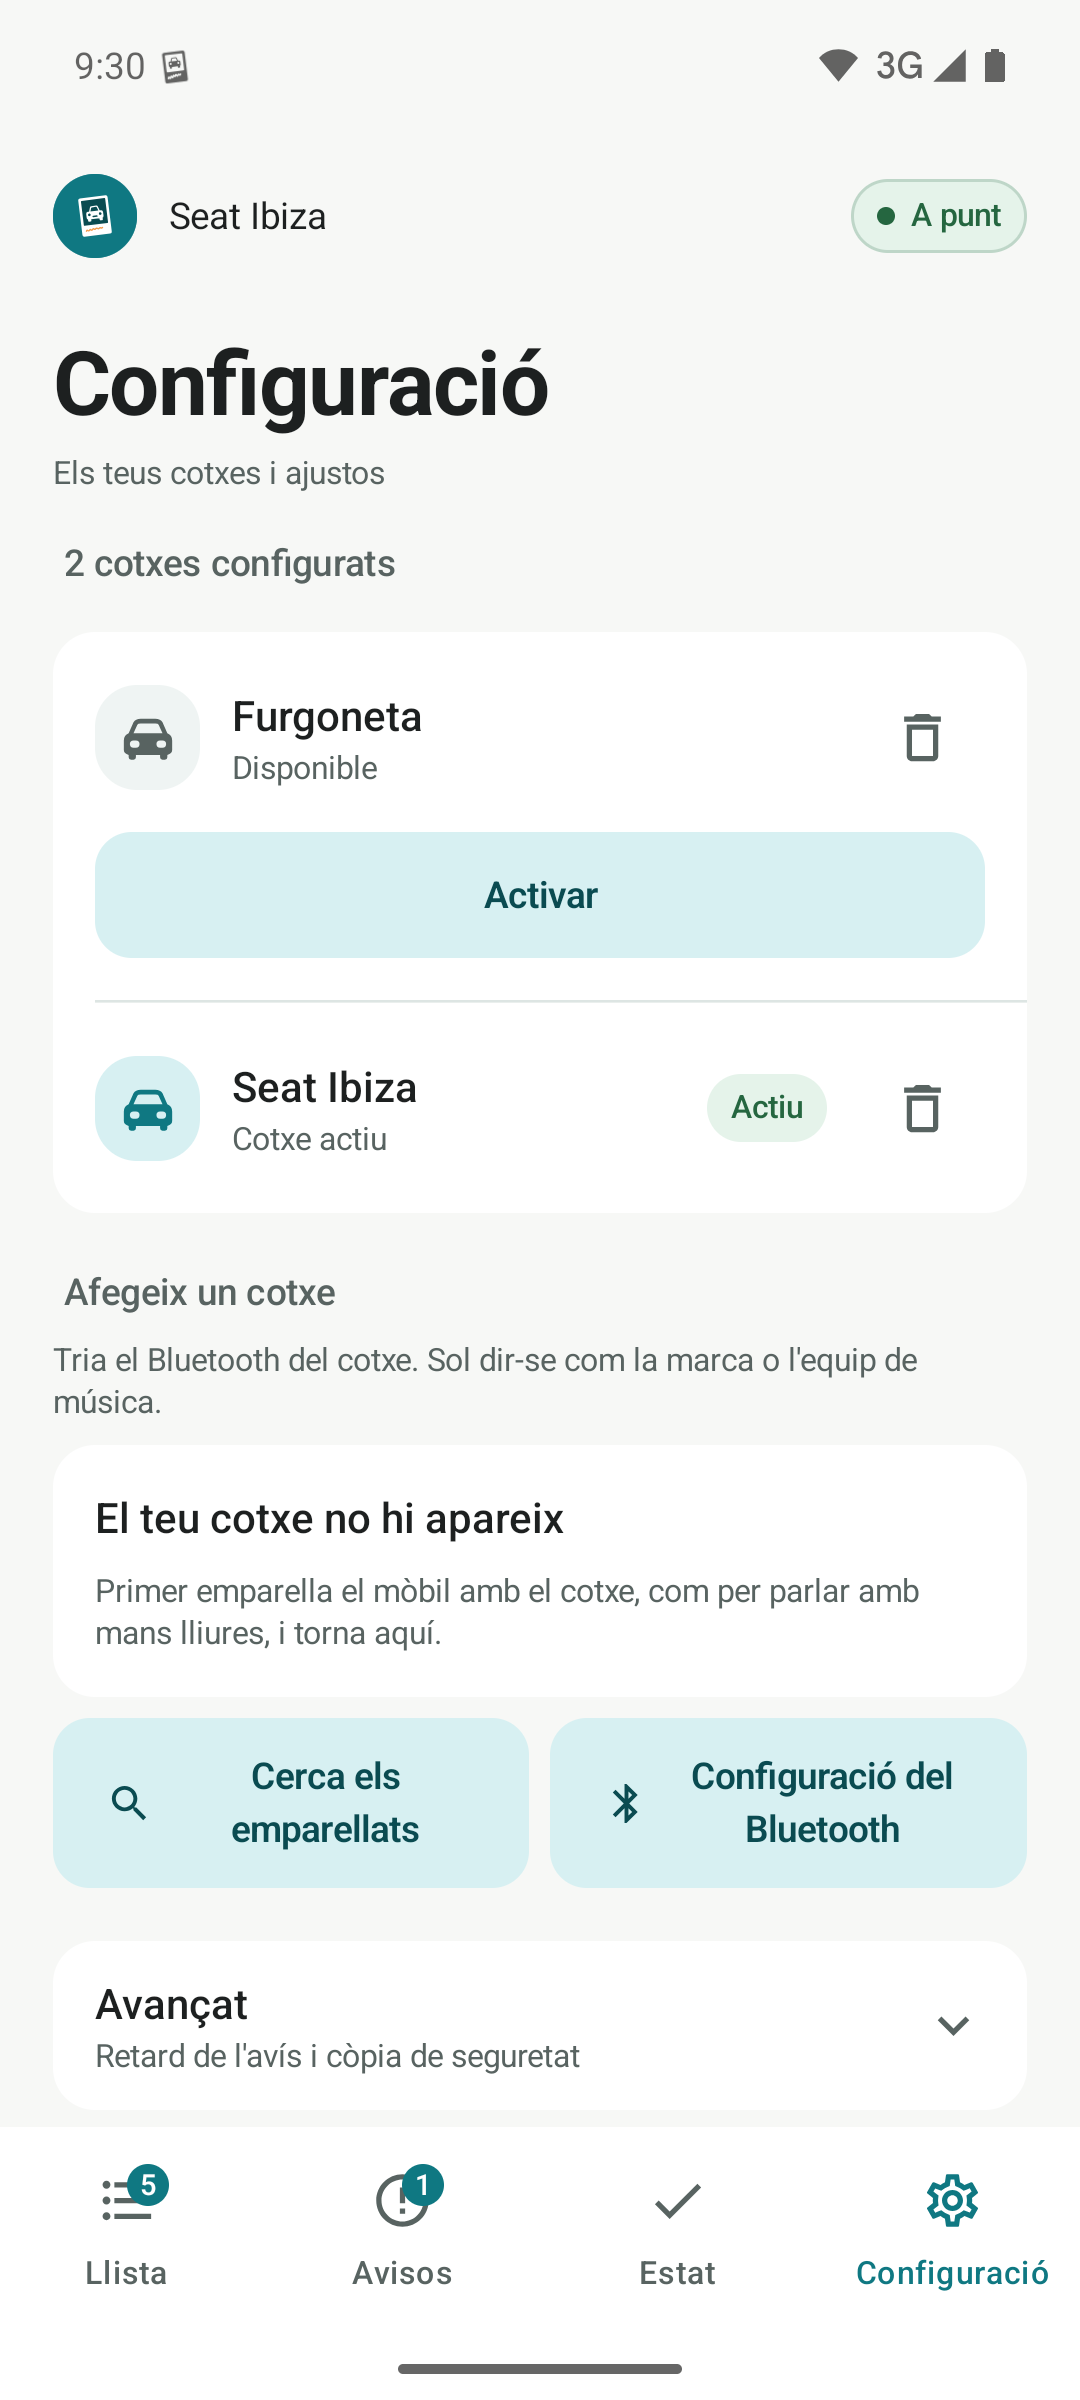 9:30
3G
Seat Ibiza
A punt
Configuració
Els teus cotxes i ajustos
2 cotxes configurats
Furgoneta
Disponible
Activar
Seat Ibiza
Cotxe actiu
Actiu
Afegeix un cotxe
Tria el Bluetooth del cotxe. Sol dir-se com la marca o l'equip de
música.
El teu cotxe no hi apareix
Primer emparella el mòbil amb el cotxe, com per parlar amb
mans lliures, i torna aquí.
Cerca els
emparellats
Configuració del
Bluetooth
Avançat
Retard de l'avís i còpia de seguretat
5
1
Llista
Avisos
Estat
Configuració